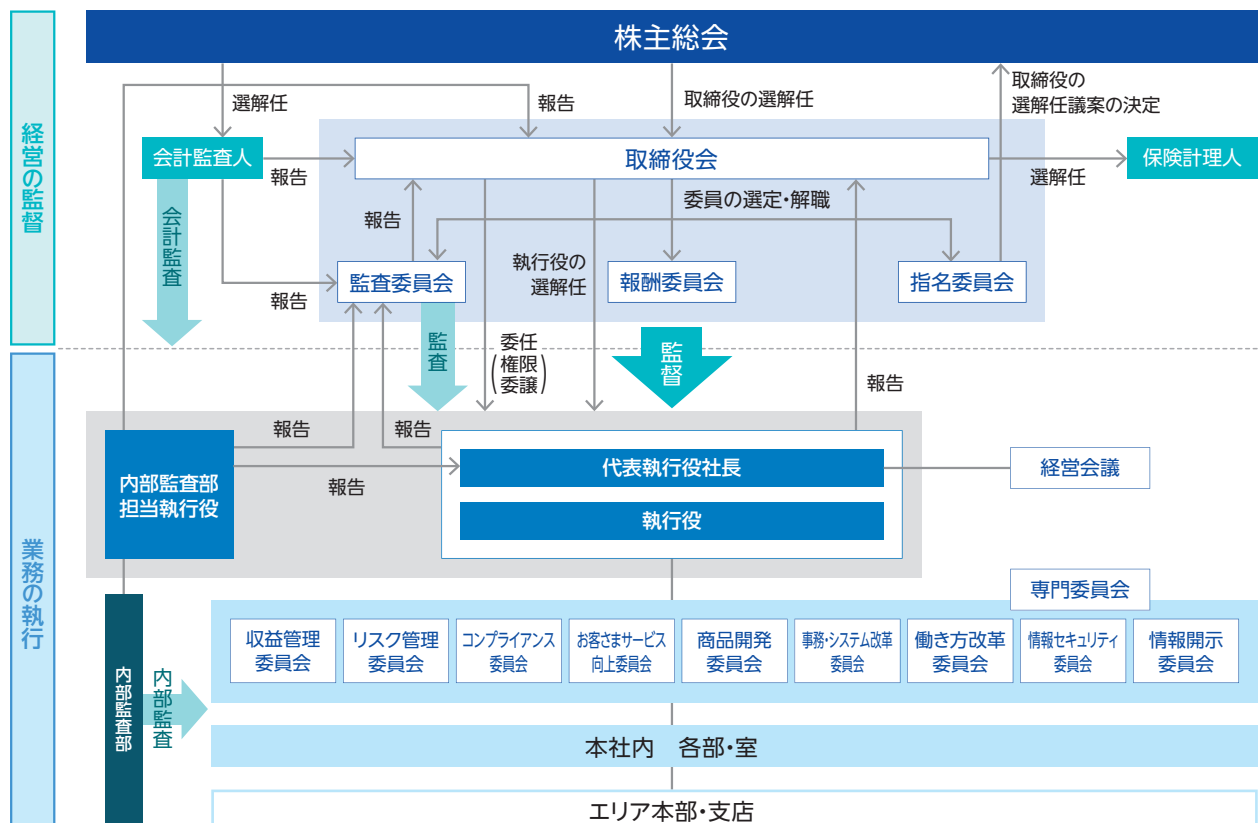 株主総会
経営の監督
選解任
報告
取締役の選解任
取締役の
選解任議案の決定
会計監査人
取締役会
保険計理人
報告
選解任
会計監査
報告
委員の選定・解職
執行役の
選解任
監査委員会
報酬委員会
指名委員会
報告
監査
委任
(権限
委譲)
監督
報告
業務の執行
報告
報告
内部監査部
担当執行役
報告
代表執行役社長
経営会議
執行役
専門委員会
収益管理
委員会
リスク管理
委員会
コンプライアンス
委員会
お客さまサービス
向上委員会
商品開発
委員会
事務・システム改革
委員会
働き方改革
委員会
情報セキュリティ
委員会
情報開示
委員会
内部監査部
内部監査
本社内　各部・室
エリア本部・支店